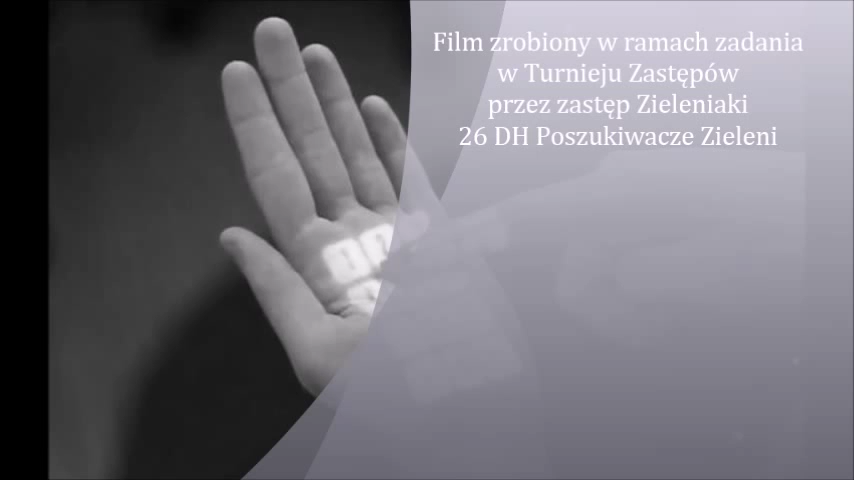 Film zrobiony w ramach zadania
w Turnieju Zastępów
przez zastęp Zieleniaki
26 DH Poszukiwacze Zieleni